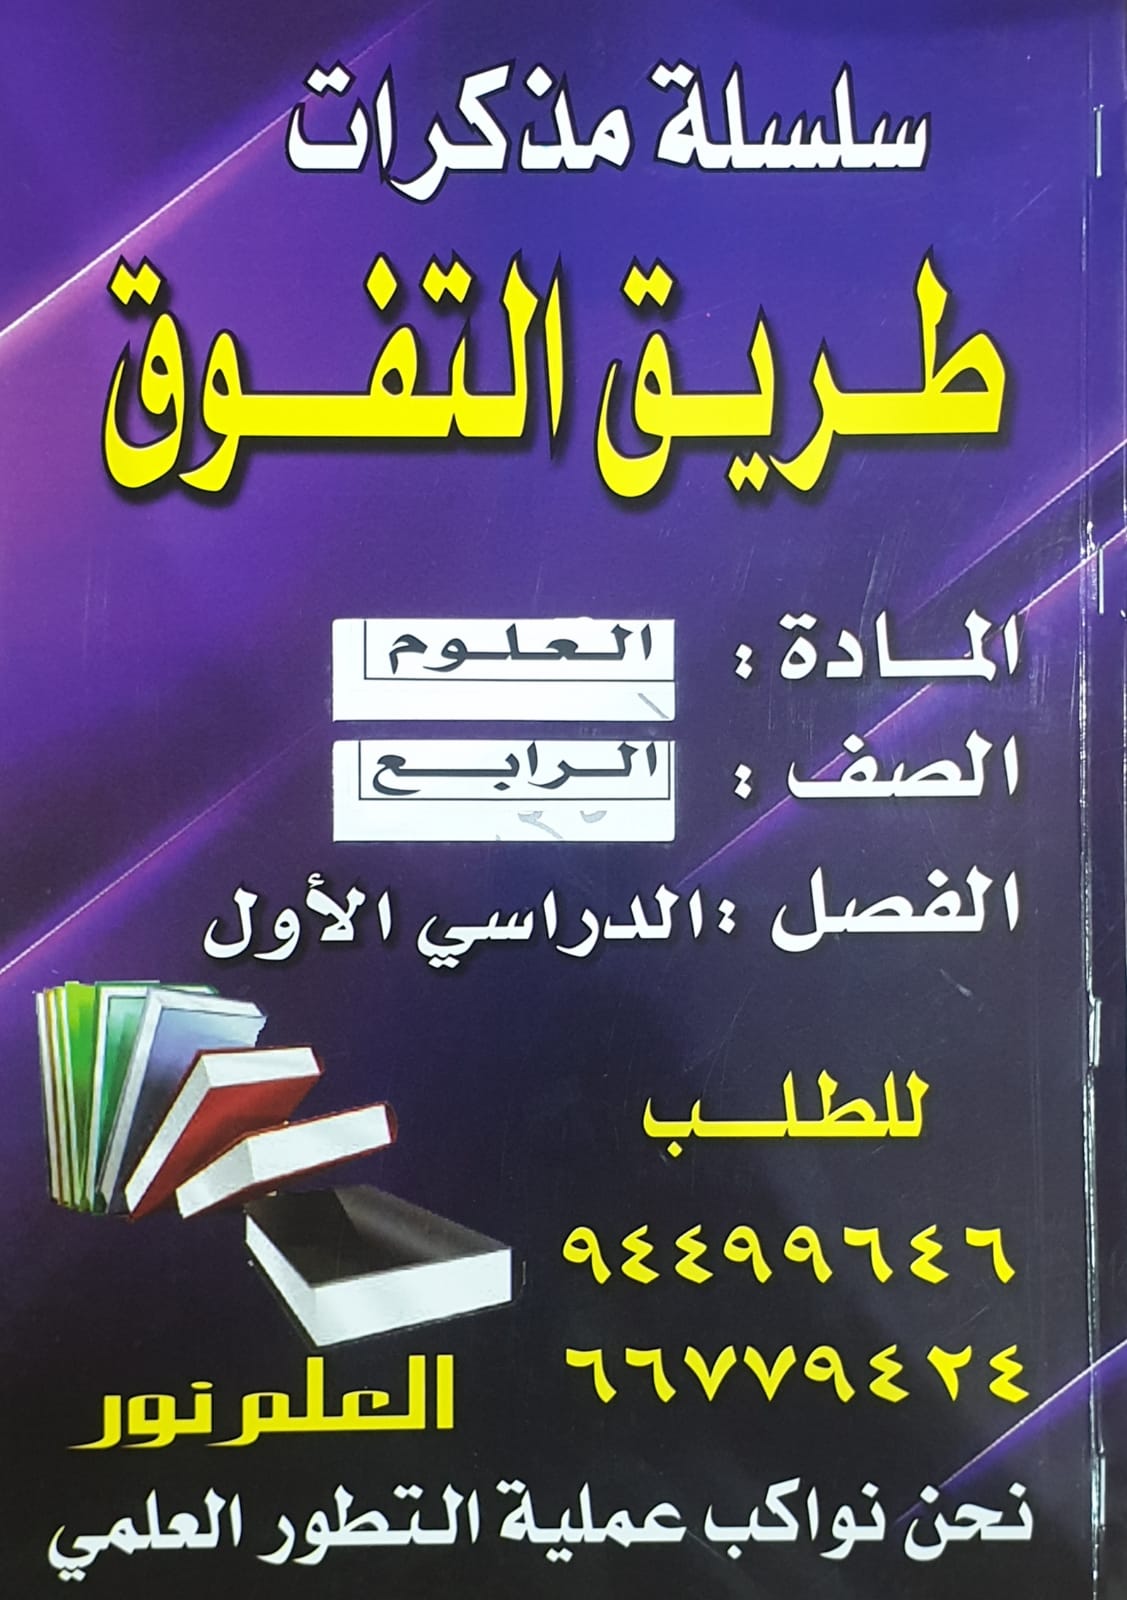 سلسلة مذكرات
طريق التفوق
المادة : العلوم
الصف : الرابع
الفصل : الدراسي الأول
للطلب
٩٤٤٩٩٦٤٦
٦٦٧٧٩٤٢٤
العلم نور
نحن نواكب عملية التطور العلمي